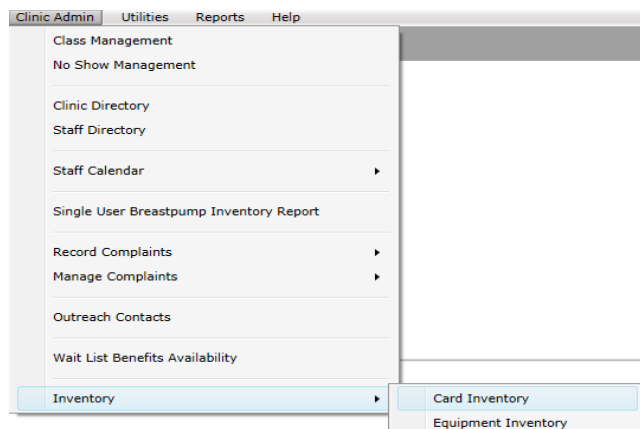 Clinic Admin Utilities Reports Help
Class Management
No Show Management
Clinic Directory
Staff Directory
Staff Calendar
Single User Breastpump Inventory Report
Record Complaints
Manage Complaints
Outreach Contacts
Wait List Benefits Availability
Inventory
Card Inventory
Equipment Inventory